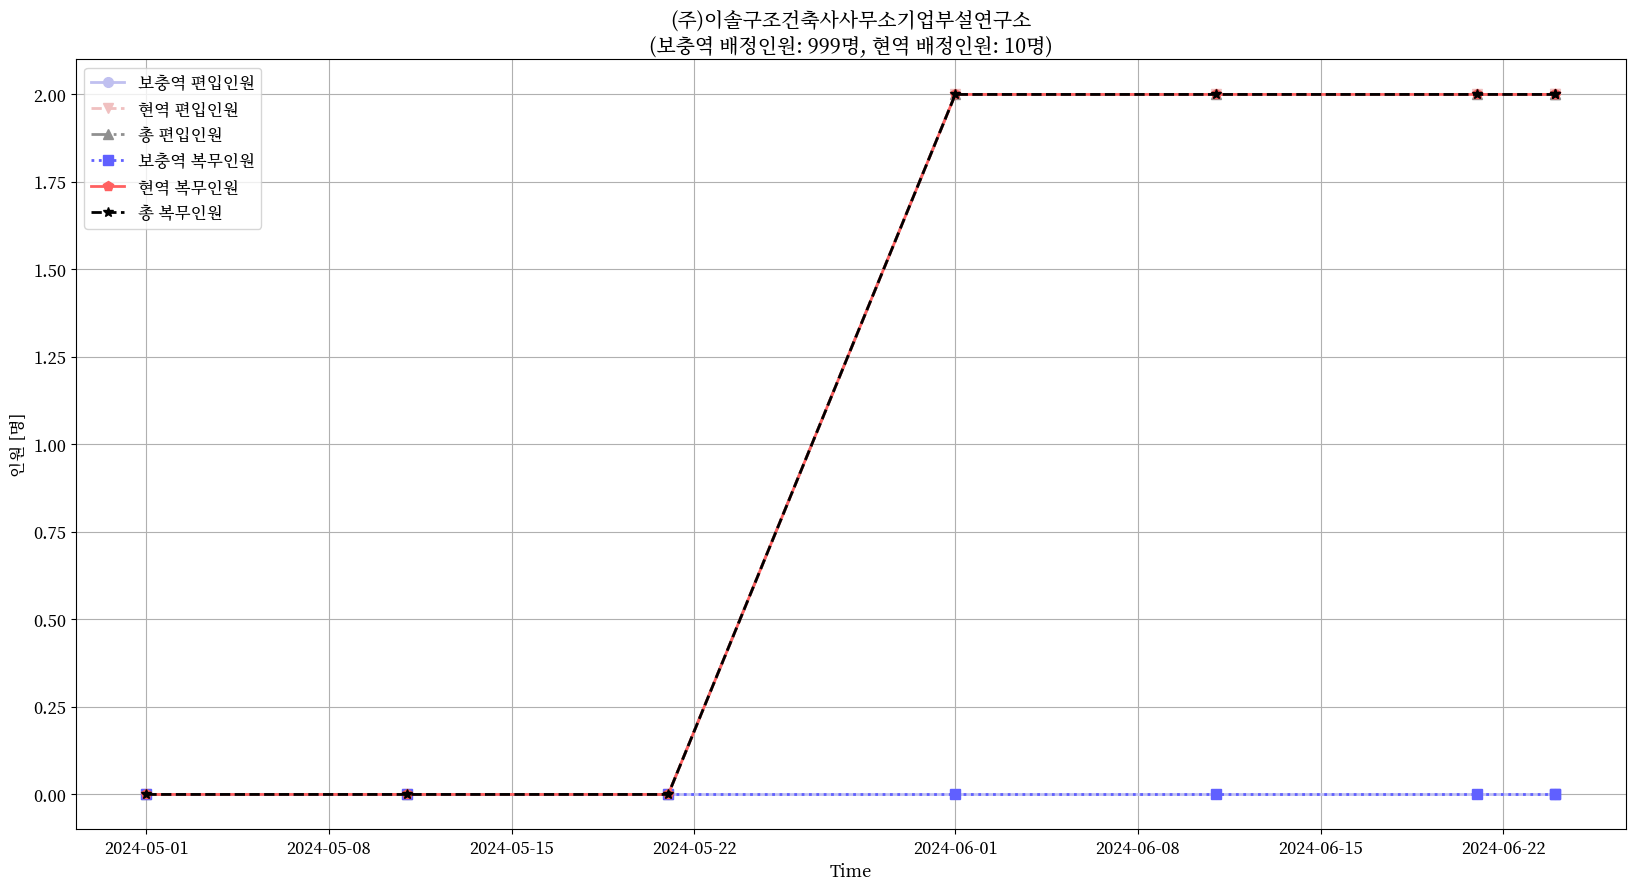 (주)이솔구조건축사사무소기업부설연구소
(보충역 배정인원: 999명, 현역 배정인원: 10명)
보충역 편입인원
현역 편입인원
총 편입인원
보충역 복무인원
현역 복무인원
총 복무인원
2.00
1.75
1.50
1.25
1.00
0.75
0.50
0.25
0.00
인원 [명]
2024-05-01
2024-05-08
2024-05-15
2024-05-22
2024-06-01
2024-06-08
2024-06-15
2024-06-22
Time